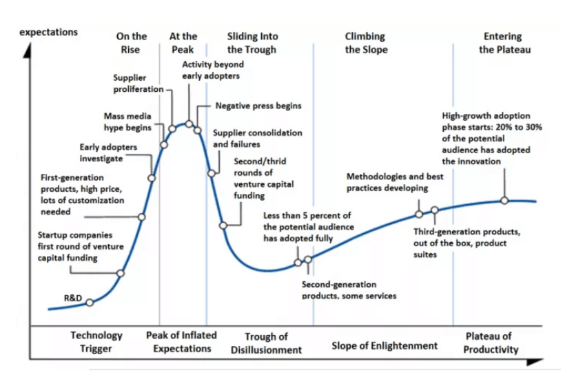 expectations
On the
Rise
At the
Peak
Sliding Into
the Trough
Climbing
the Slope
Entering
the Plateau
Activity beyond
early adopters
Supplier
proliferation
Negative press begins
Mass media
hype begins
High-growth adoption
phase starts: 20% to 30%
of the potential
audience has adopted
the innovation
Supplier consolidation
and failures
Early adopters
investigate
Second/thrid
rounds of
venture capital
funding
First-generation
products, high price,
lots of customization
needed
Methodologies and best
practices developing
Less than 5 percent of
the potential audience
has adopted fully
Third-generation products,
out of the box, product
suites
Startup companies
first round of venture
capital funding
Second-generation
products, some services
R&D
Technology
Trigger
Peak of Inflated
Expectations
Trough of
Disillusionment
Slope of Enlightenment
Plateau of
Productivity